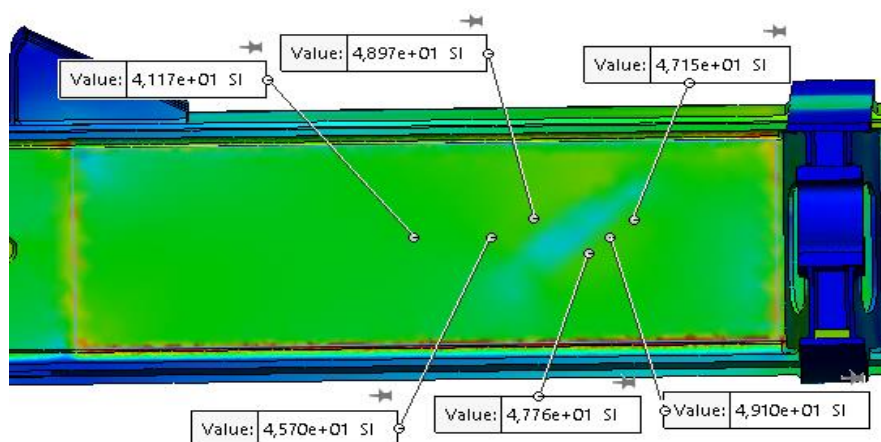 Value: 4,897e+01 SI
Value: 4,715e+01 SI
Value: 4,117e+01 SI
Value: 4,570e+01 SI
Value: 4,776e+01 SI
Value: 4,910e+01 SI